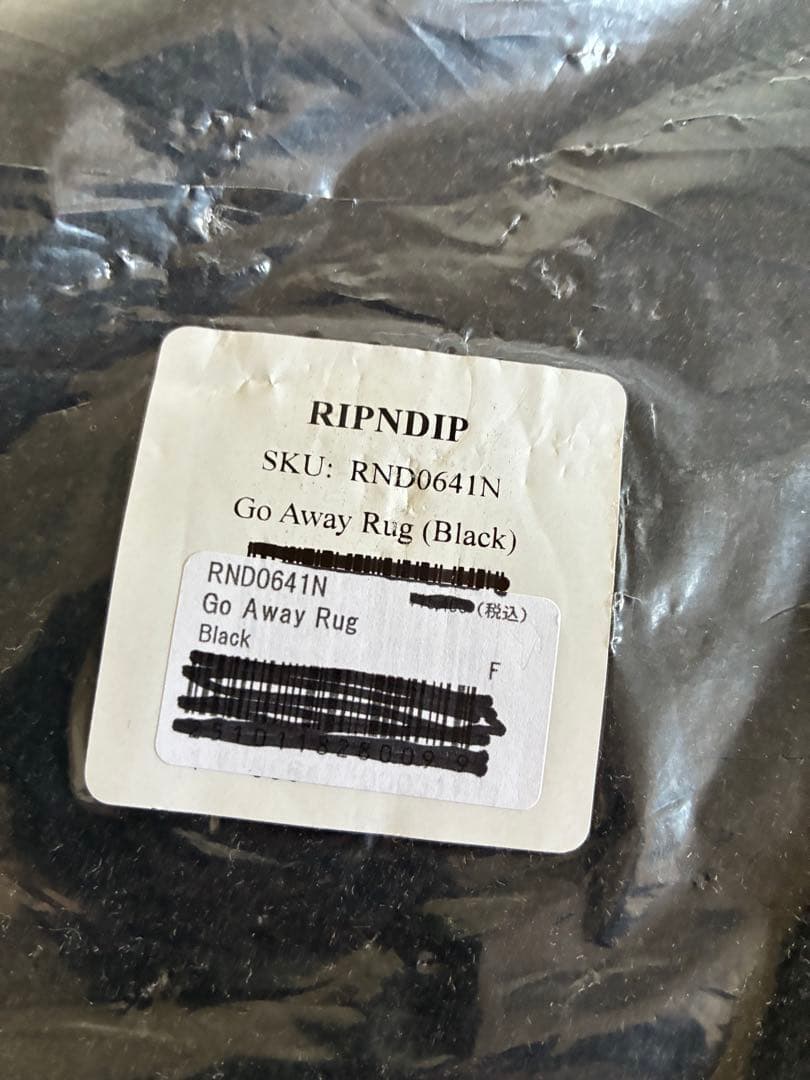 RIPNDIP
SKU: RND0641N
Go Away Rug (Black)
RND0641N
Go Away Rug
(税込)
Black
F